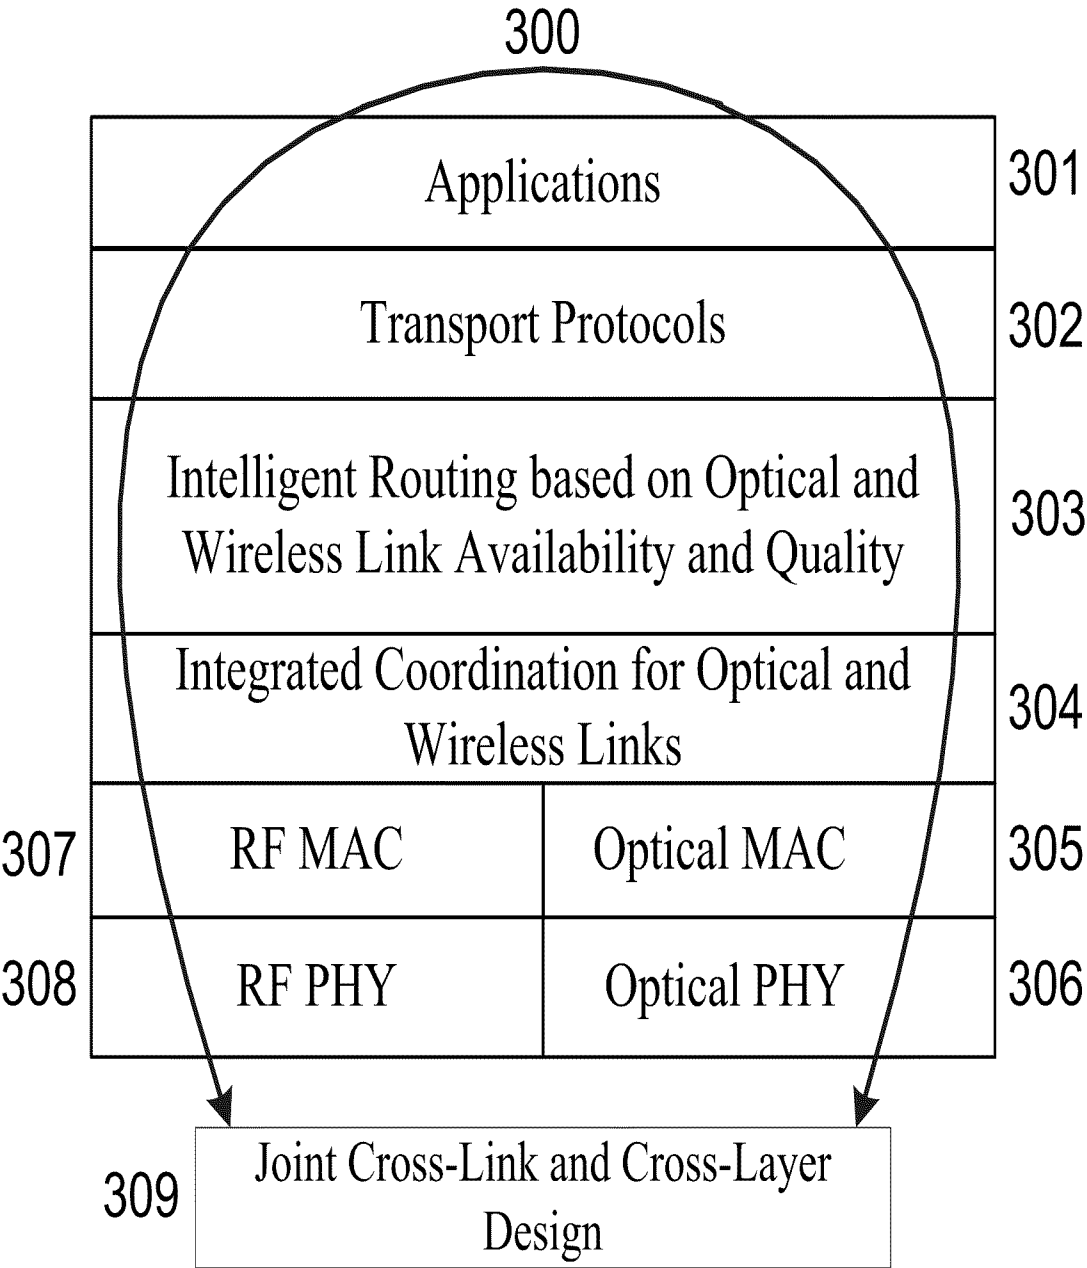 300
Applications
301
Transport Protocols
302
Intelligent Routing based on Optical and
Wireless Link Availability and Quality
303
Integrated Coordination for Optical and
Wireless Links
304
307
RF MAC
Optical MAC
305
308
RF PHY
Optical PHY
306
309
Joint Cross-Link and Cross-Layer
Design